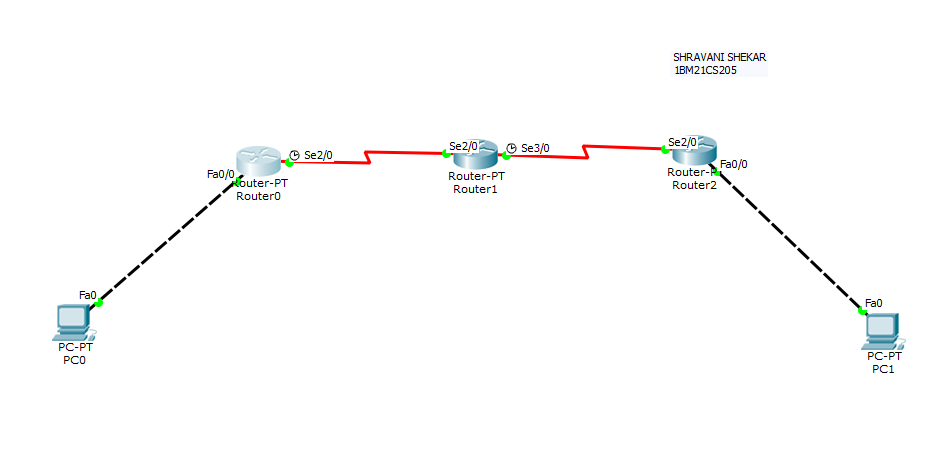 SHRAVANI SHEKAR
1BM21CS205
Se2/0
Fa0/0
Router-PT
Router0
Se2/0
Se3/0
Router-PT
Router1
Se2/0
Fa0/0
Router2
Fa0
PC-PT
PC0
Fa0
PC-PT
PC1